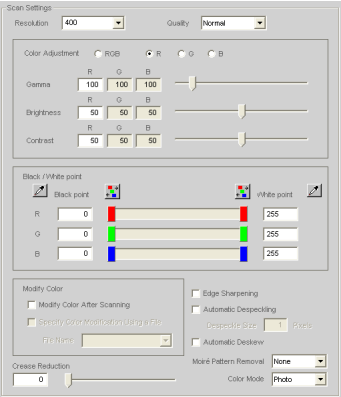 Scan Settings
Resolution 400 Quality Normal
Color Adjustment RGB R G B
R G B
Gamma 100 100 100
R G B
Brightness 50 50 50
R G B
Contrast 50 50 50
Black / White point
Black point White point
R 0 255
G 0 255
B 0 255
Modify Color
Modify Color After Scanning
Specify Color Modification Using a File
File Name
Edge Sharpening
Automatic Despeckling
Despeckle Size 1 Pixels
Automatic Deskew
Crease Reduction
0
Moiré Pattern Removal None
Color Mode Photo